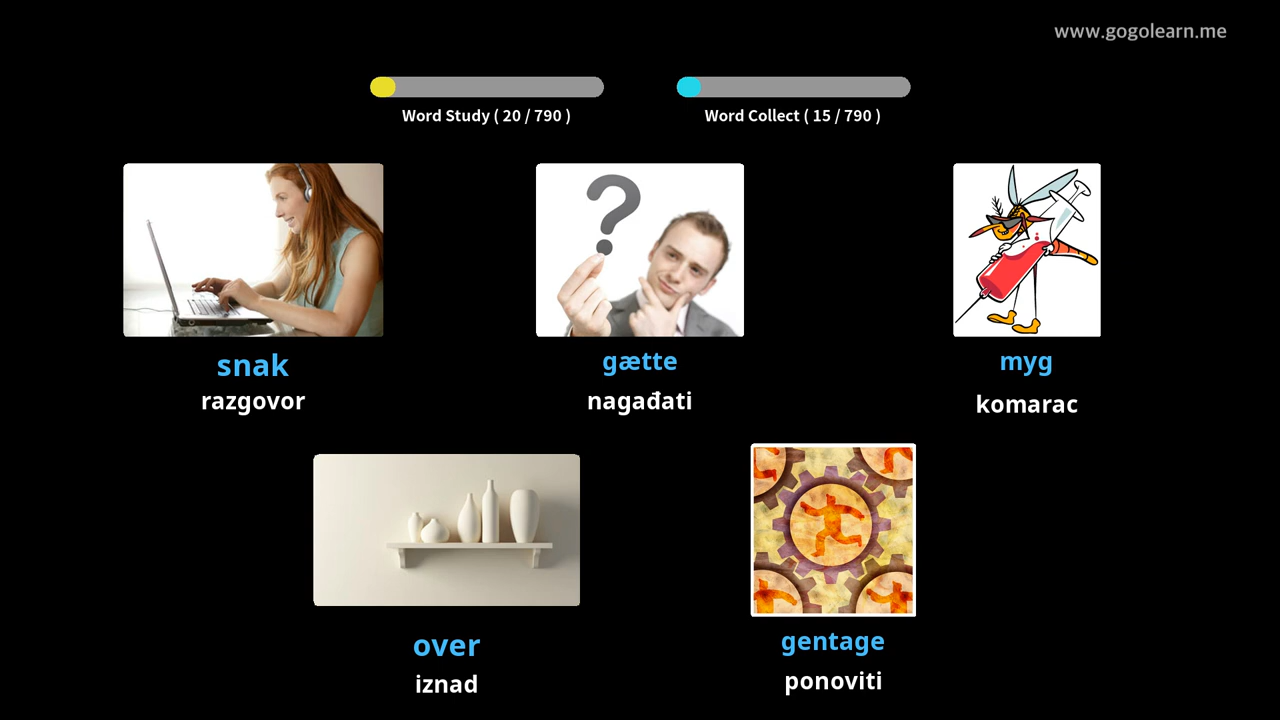 www.gogolearn.me
Word Study ( 20 / 790 )
Word Collect ( 15 / 790 )
snak
razgovor
gætte
nagađati
myg
komarac
over
iznad
gentage
ponoviti